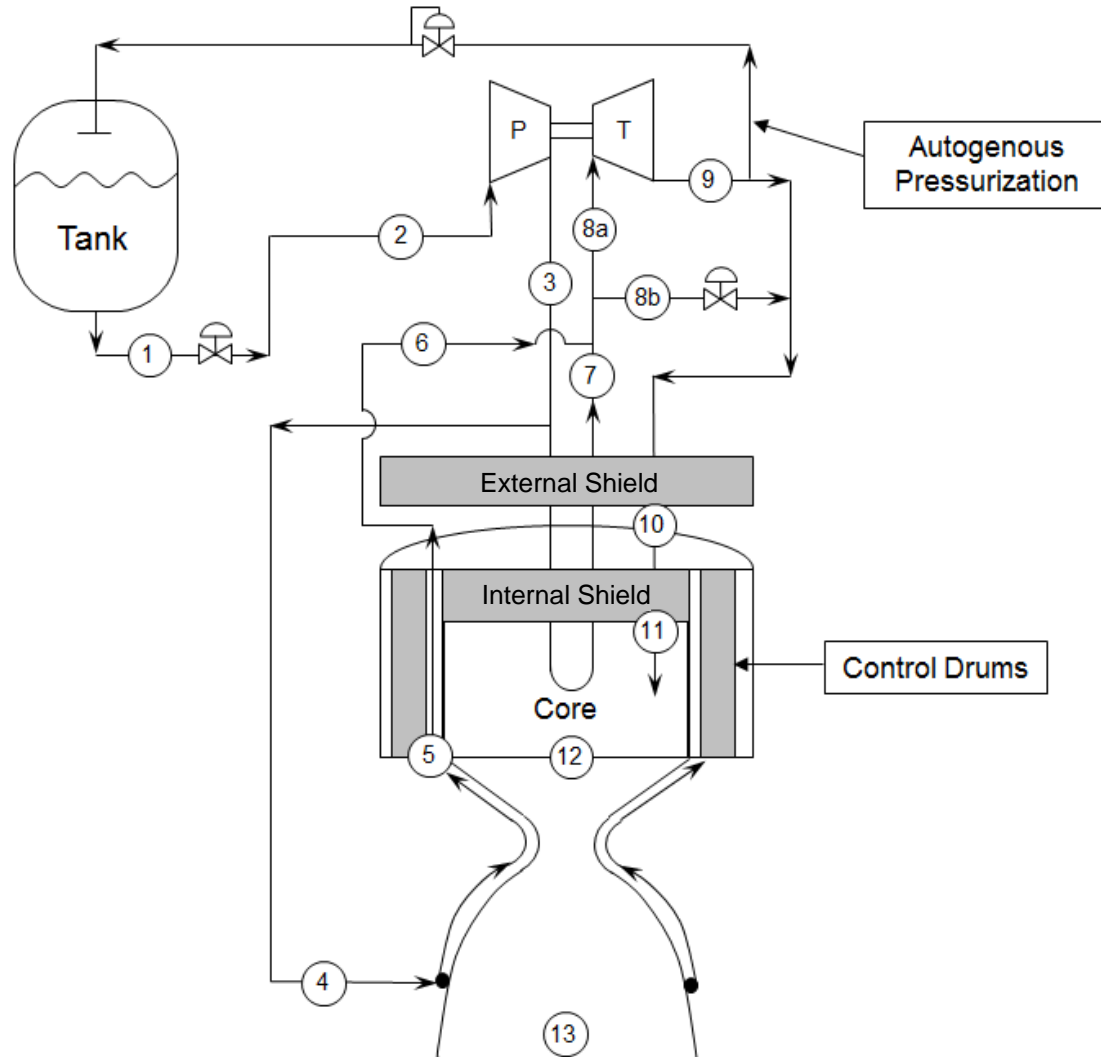 P
T
9
Autogenous
Pressurization
Tank
2
8a
3
8b
1
6
7
External Shield
10
Internal Shield
11
Control Drums
Core
5
12
4
13